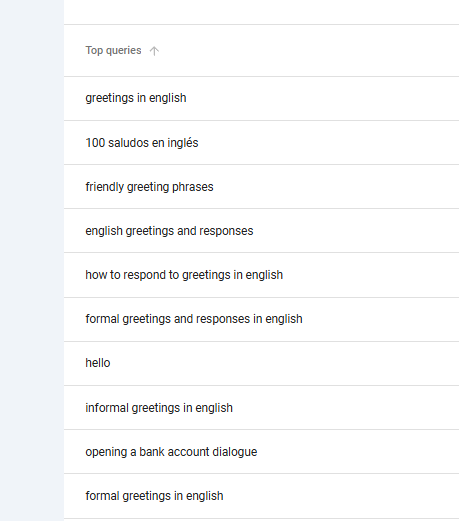 Top queries
greetings in english
100 saludos en inglés
friendly greeting phrases
english greetings and responses
how to respond to greetings in english
formal greetings and responses in english
hello
informal greetings in english
opening a bank account dialogue
formal greetings in english